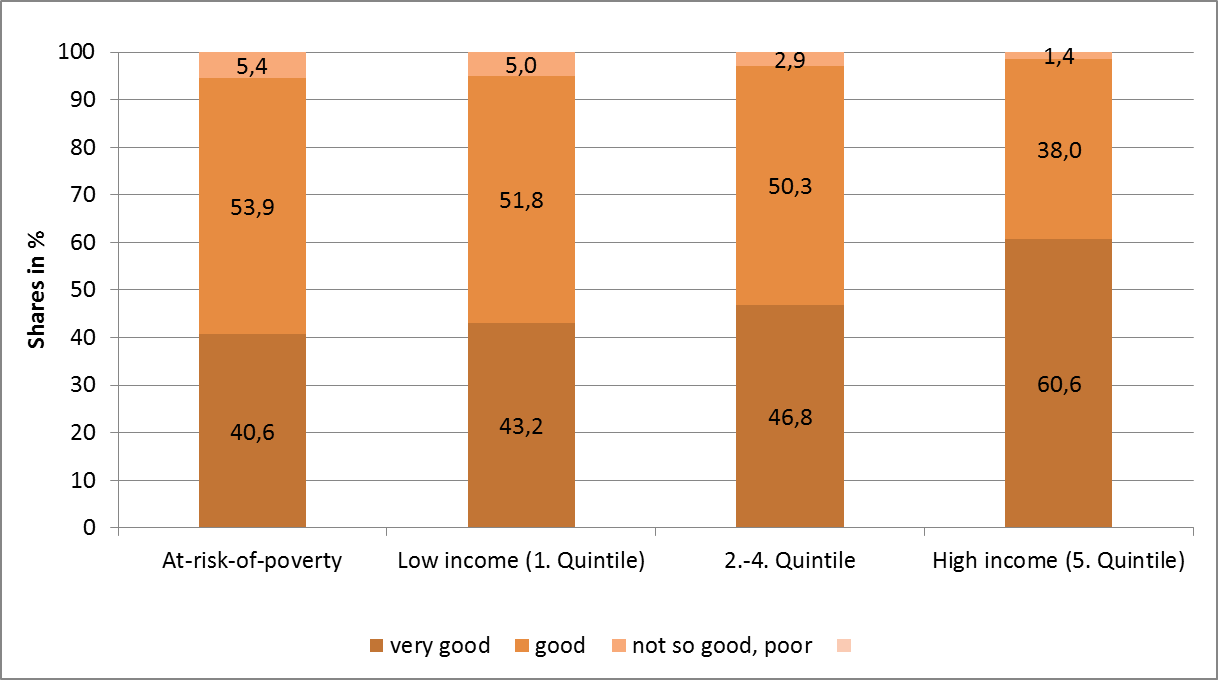 Shares in %
100
90
80
70
60
50
40
30
20
10
0
5,4
5,0
2,9
1,4
53,9
51,8
50,3
38,0
40,6
43,2
46,8
60,6
At-risk-of-poverty
Low income (1. Quintile)
2.-4. Quintile
High income (5. Quintile)
very good
good
not so good, poor